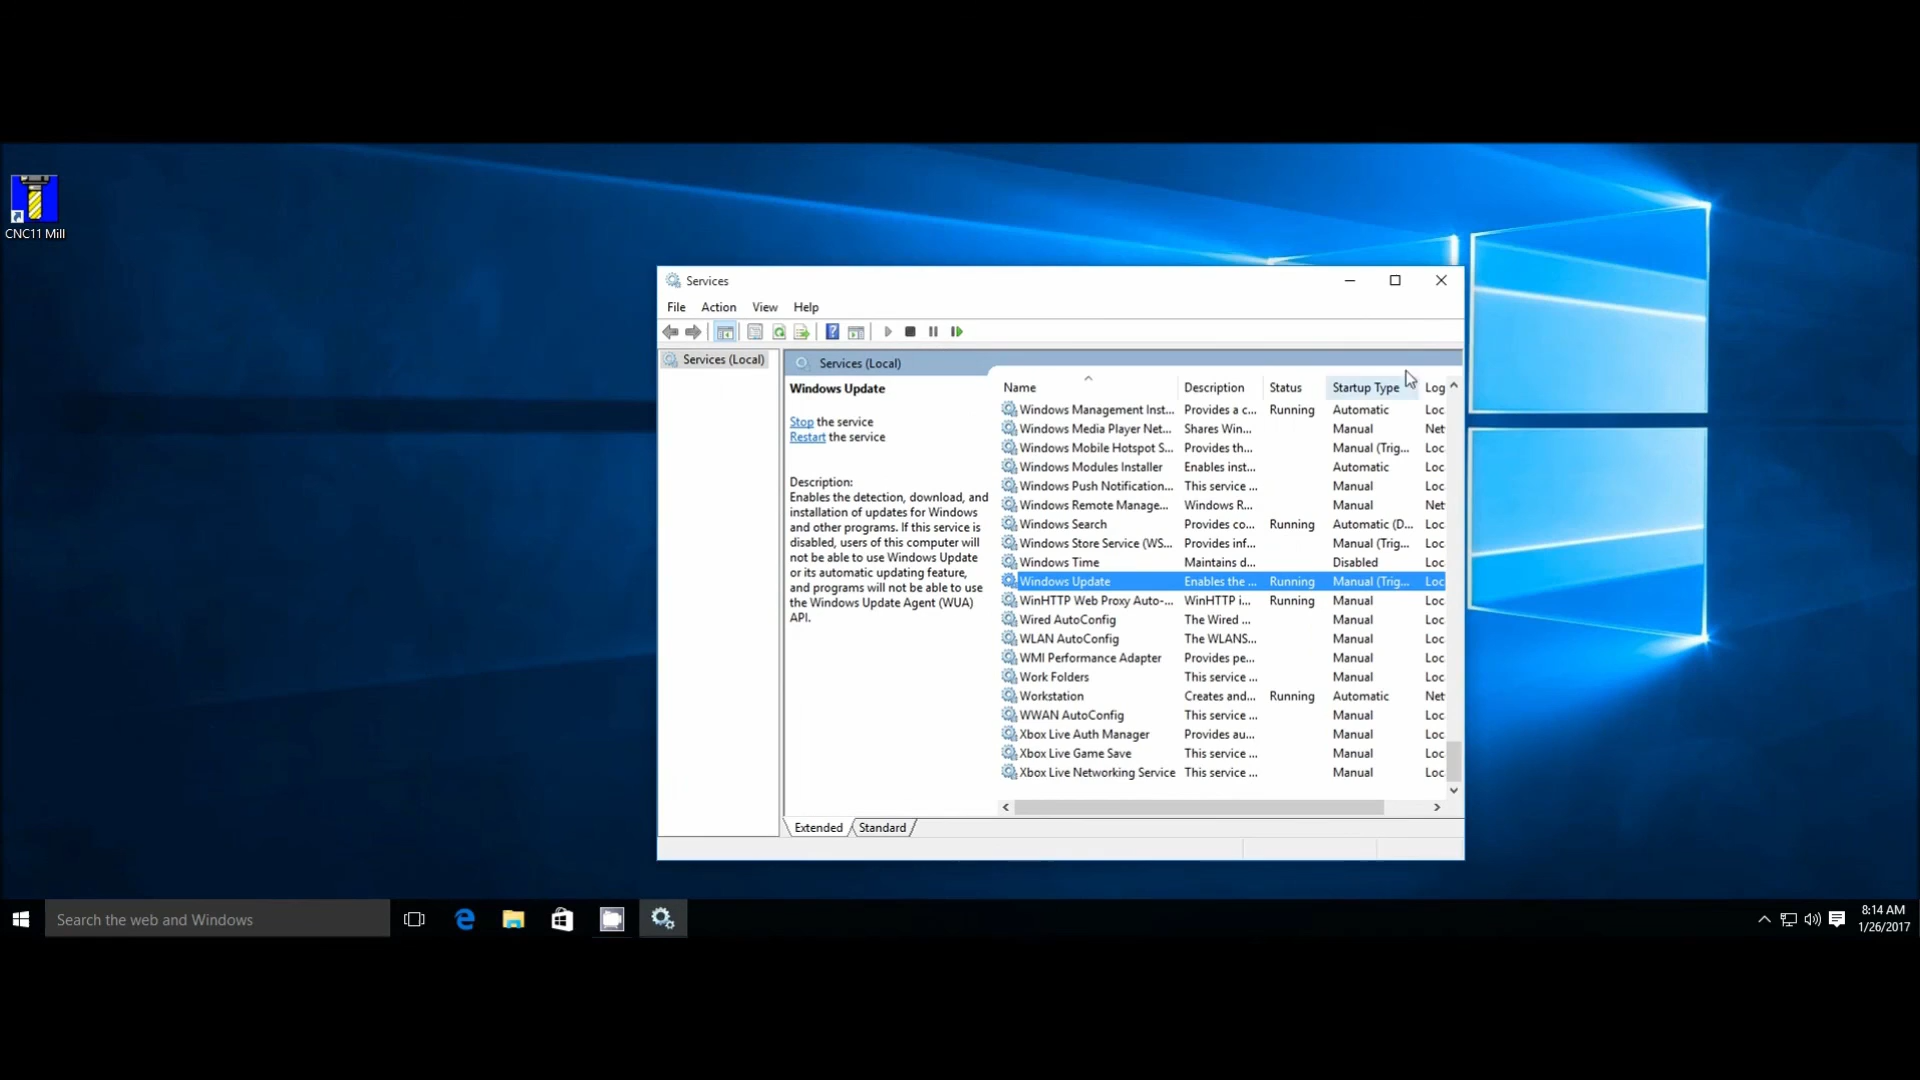 CNC11 Mill
Services
File Action View Help
Services (Local)
Services (Local)
Windows Update
Stop the service
Restart the service
Description:
Enables the detection, download, and
installation of updates for Windows
and other programs. If this service is
disabled, users of this computer will
not be able to use Windows Update
or its automatic updating feature,
and programs will not be able to use
the Windows Update Agent (WUA)
API.
Name Description Status Startup Type Log
Windows Management Inst... Provides a c... Running Automatic Loc
Windows Media Player Net... Shares Win... Manual Net
Windows Mobile Hotspot S... Provides th... Manual (Trig... Loc
Windows Modules Installer Enables inst... Automatic Loc
Windows Push Notification... This service ... Manual Loc
Windows Remote Manage... Windows R... Manual Net
Windows Search Provides co... Running Automatic (D... Loc
Windows Store Service (WS... Provides inf... Manual (Trig... Loc
Windows Time Maintains d... Disabled Loc
Windows Update Enables the ... Running Manual (Trig... Loc
WinHTTP Web Proxy Auto-... WinHTTP i... Running Manual Loc
Wired AutoConfig The Wired ... Manual Loc
WLAN AutoConfig The WLANS... Manual Loc
WMI Performance Adapter Provides pe... Manual Loc
Work Folders This service ... Manual Loc
Workstation Creates and... Running Automatic Net
WWAN AutoConfig This service ... Manual Loc
Xbox Live Auth Manager Provides au... Manual Loc
Xbox Live Game Save This service ... Manual Loc
Xbox Live Networking Service This service ... Manual Loc
Extended Standard
Search the web and Windows
8:14 AM
1/26/2017